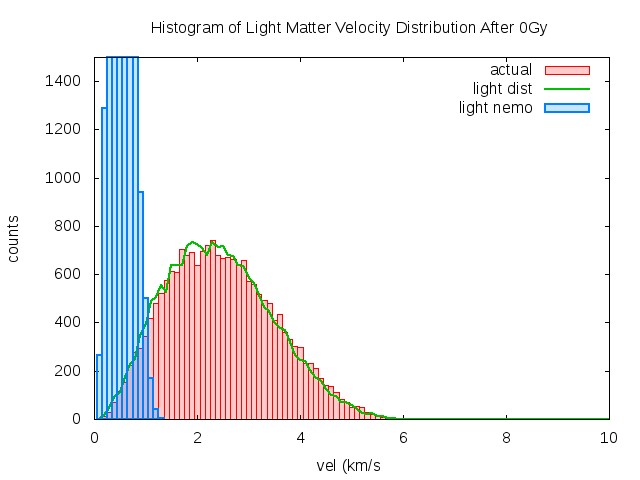 Histogram of Light Matter Velocity Distribution After 0Gy
actual
light dist
light nemo
counts
1400
1200
1000
800
600
400
200
0
0 2 4 6 8 10
vel (km/s